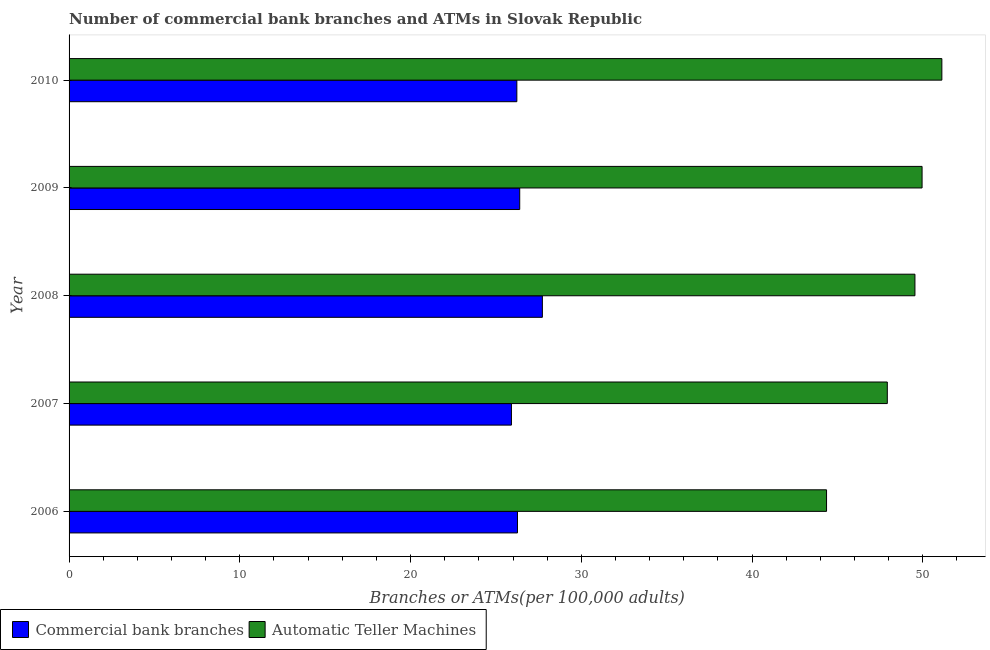 Number of commercial bank branches and ATMs in Slovak Republic
2010
2009
2008
2007
2006
Year
0
10
20
30
40
50
Branches or ATMs(per 100,000 adults)
Commercial bank branches
Automatic Teller Machines